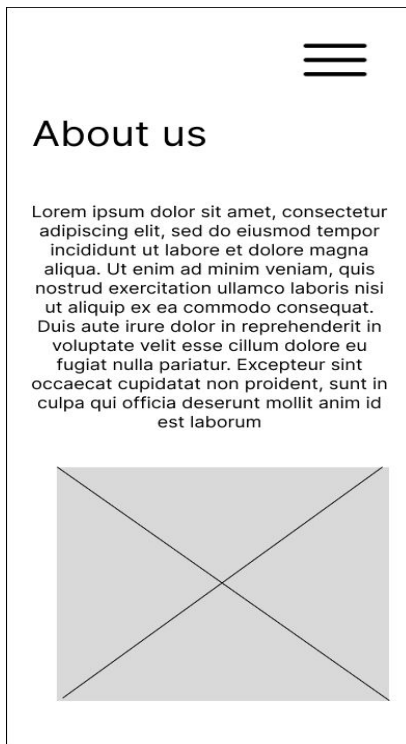 About us
Lorem ipsum dolor sit amet, consectetur
adipiscing elit, sed do eiusmod tempor
incididunt ut labore et dolore magna
aliqua. Ut enim ad minim veniam, quis
nostrud exercitation ullamco laboris nisi
ut aliquip ex ea commodo consequat.
Duis aute irure dolor in reprehenderit in
voluptate velit esse cillum dolore eu
fugiat nulla pariatur. Excepteur sint
occaecat cupidatat non proident, sunt in
culpa qui officia deserunt mollit anim id
est laborum